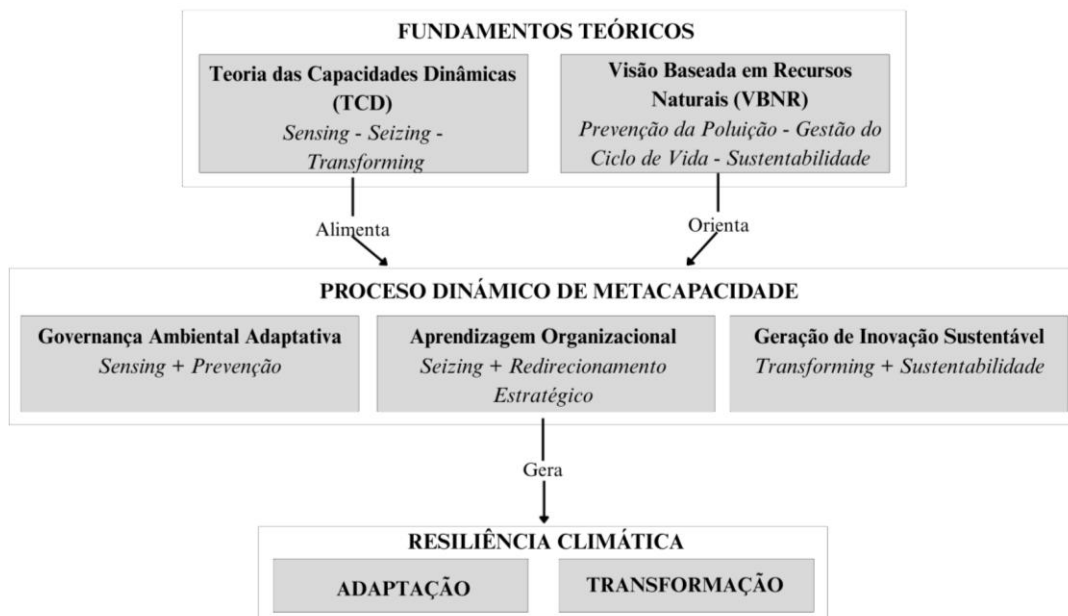 FUNDAMENTOS TEÓRICOS
Teoria das Capacidades Dinâmicas
(TCD)
Sensing - Seizing -
Transforming
Visão Baseada em Recursos
Naturais (VBNR)
Prevenção da Poluição - Gestão do
Ciclo de Vida - Sustentabilidade
Alimenta
Orienta
PROCESO DINÁMICO DE METACAPACIDADE
Governança Ambiental Adaptativa
Sensing + Prevenção
Aprendizagem Organizacional
Seizing + Redirecionamento
Estratégico
Geração de Inovação Sustentável
Transforming + Sustentabilidade
Gera
RESILIÊNCIA CLIMÁTICA
ADAPTAÇÃO
TRANSFORMAÇÃO